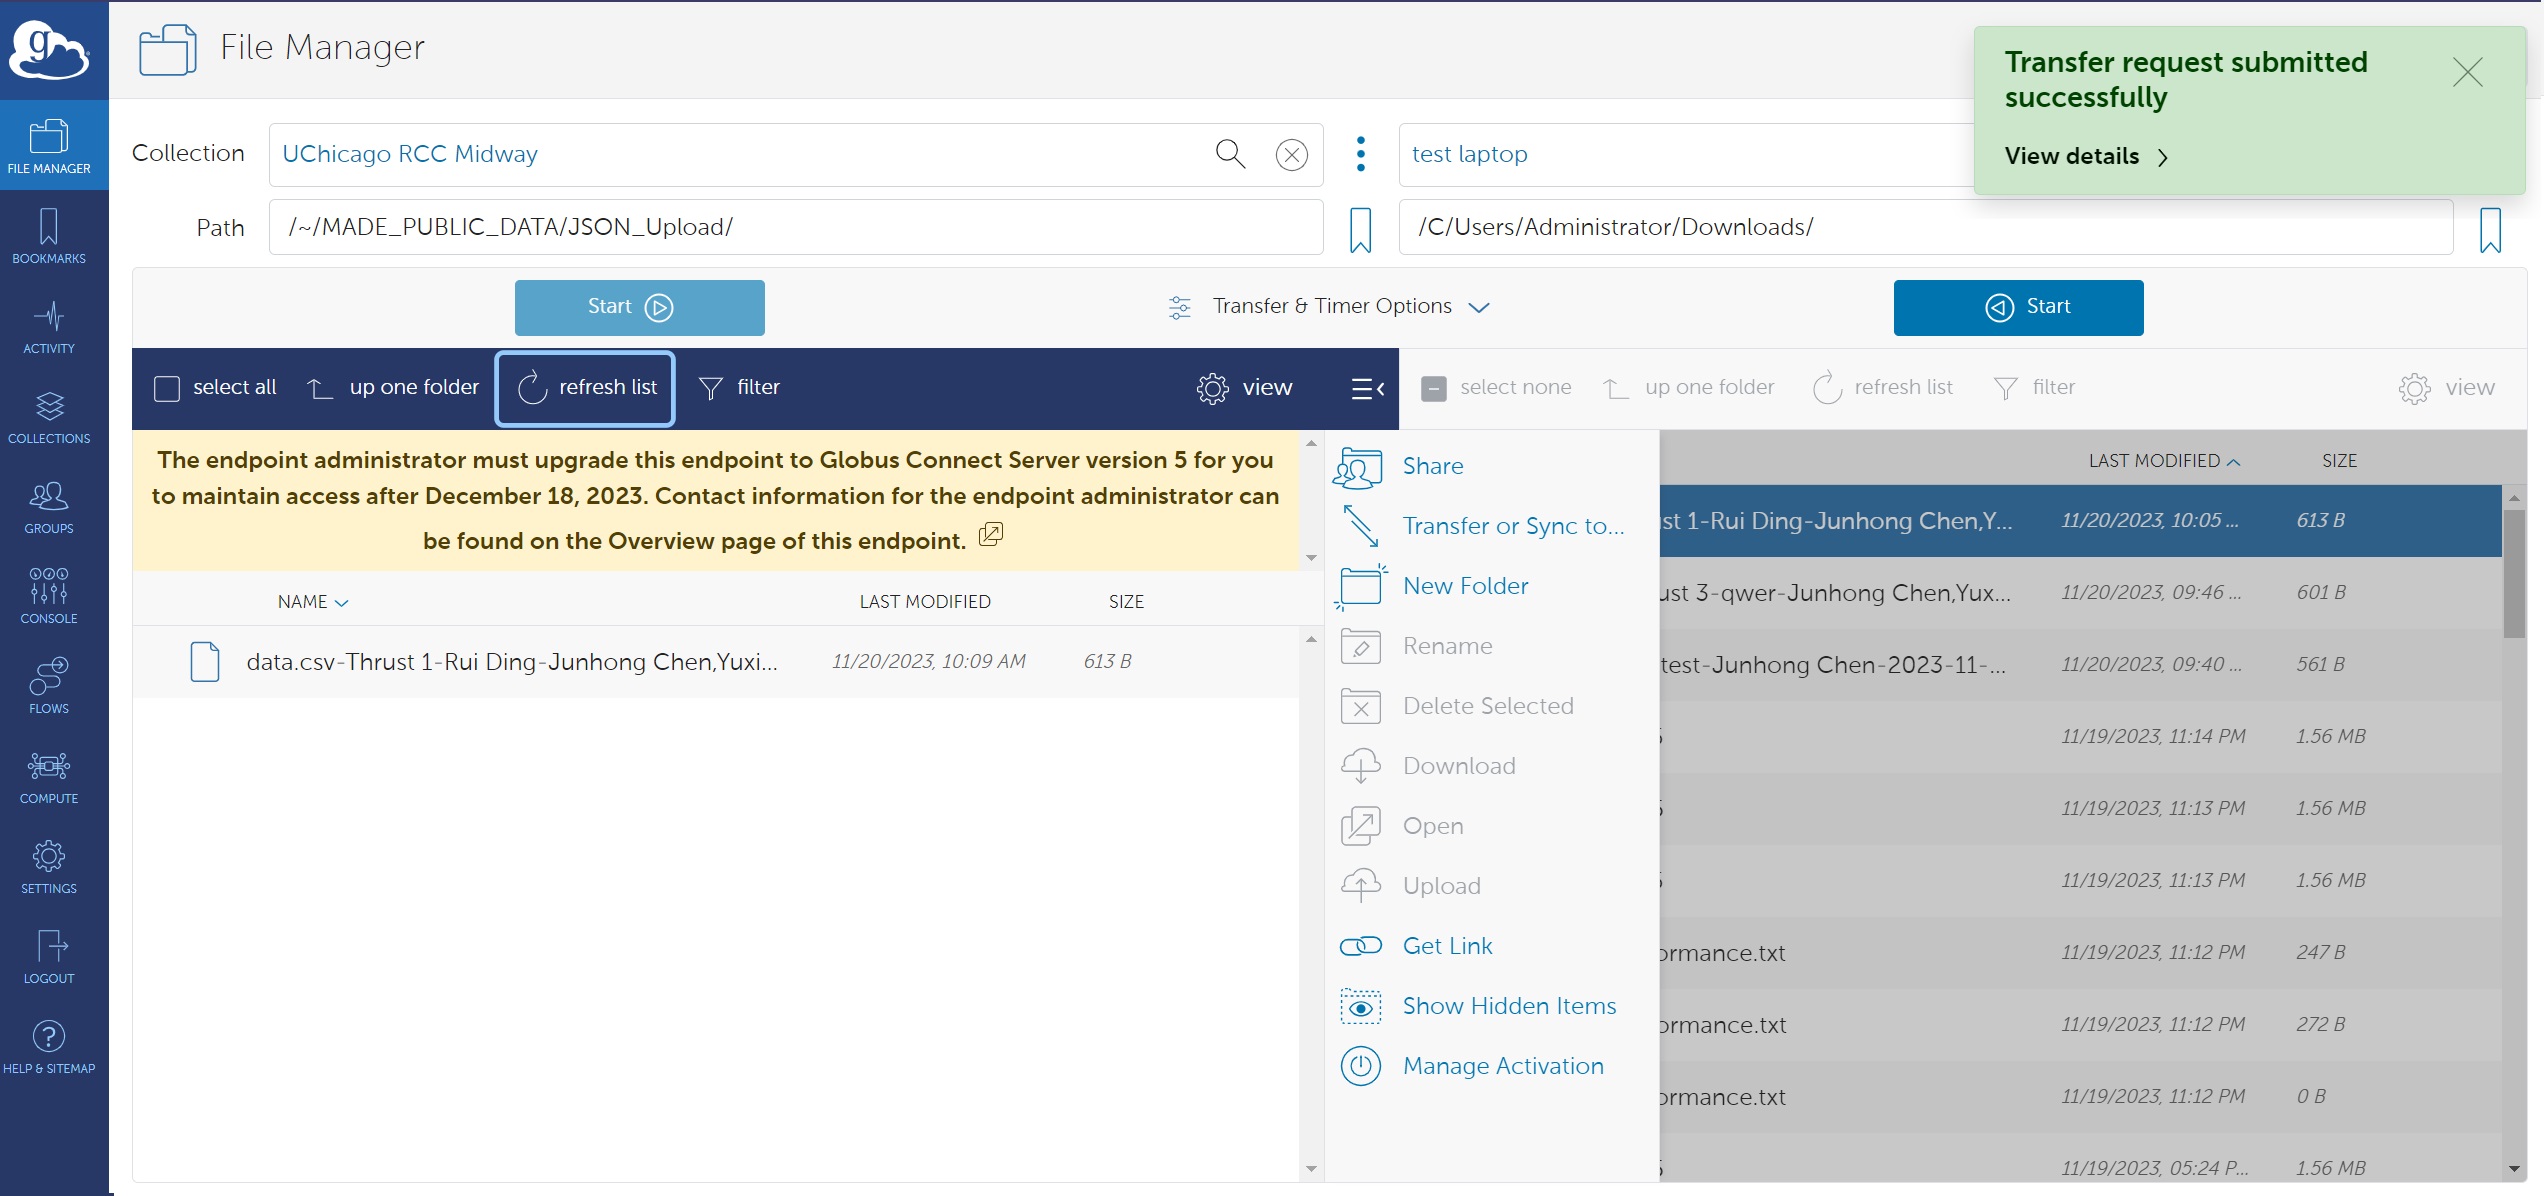 g
File Manager
Transfer request submitted
successfully
View details
FILE MANAGER
BOOKMARKS
ACTIVITY
COLLECTIONS
GROUPS
CONSOLE
FLOWS
COMPUTE
SETTINGS
LOGOUT
HELP & SITEMAP
Collection
UChicago RCC Midway
test laptop
Path
/~/MADE_PUBLIC_DATA/JSON_Upload/
/C/Users/Administrator/Downloads/
Start
Transfer & Timer Options
Start
select all
up one folder
refresh list
filter
view
select none
up one folder
refresh list
filter
view
The endpoint administrator must upgrade this endpoint to Globus Connect Server version 5 for you
to maintain access after December 18, 2023. Contact information for the endpoint administrator can
be found on the Overview page of this endpoint.
NAME
LAST MODIFIED
SIZE
data.csv-Thrust 1-Rui Ding-Junhong Chen,Yuxi...
11/20/2023, 10:09 AM
613 B
Share
Transfer or Sync to...
New Folder
Rename
Delete Selected
Download
Open
Upload
Get Link
Show Hidden Items
Manage Activation
LAST MODIFIED
SIZE
st 1-Rui Ding-Junhong Chen,Y...
11/20/2023, 10:05 ...
613 B
ust 3-qwer-Junhong Chen,Yux...
11/20/2023, 09:46 ...
601 B
test-Junhong Chen-2023-11-...
11/20/2023, 09:40 ...
561 B
11/19/2023, 11:14 PM
1.56 MB
11/19/2023, 11:13 PM
1.56 MB
11/19/2023, 11:13 PM
1.56 MB
ormance.txt
11/19/2023, 11:12 PM
247 B
ormance.txt
11/19/2023, 11:12 PM
272 B
ormance.txt
11/19/2023, 11:12 PM
0 B
11/19/2023, 05:24 P...
1.56 MB